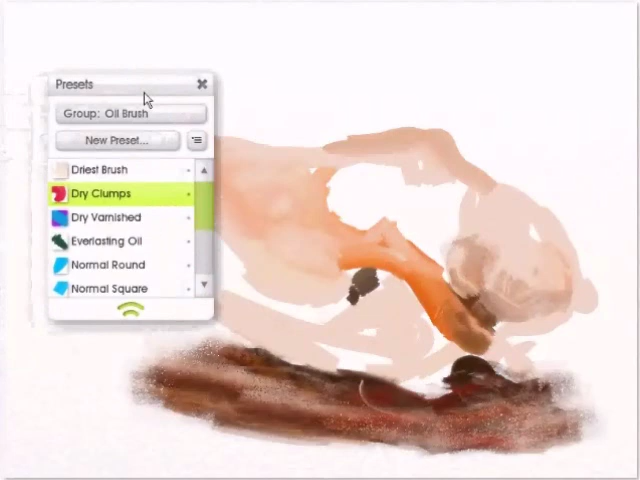 Presets
Group: Oil Brush
New Preset...
Driest Brush
Dry Clumps
Dry Varnished
Everlasting Oil
Normal Round
Normal Square